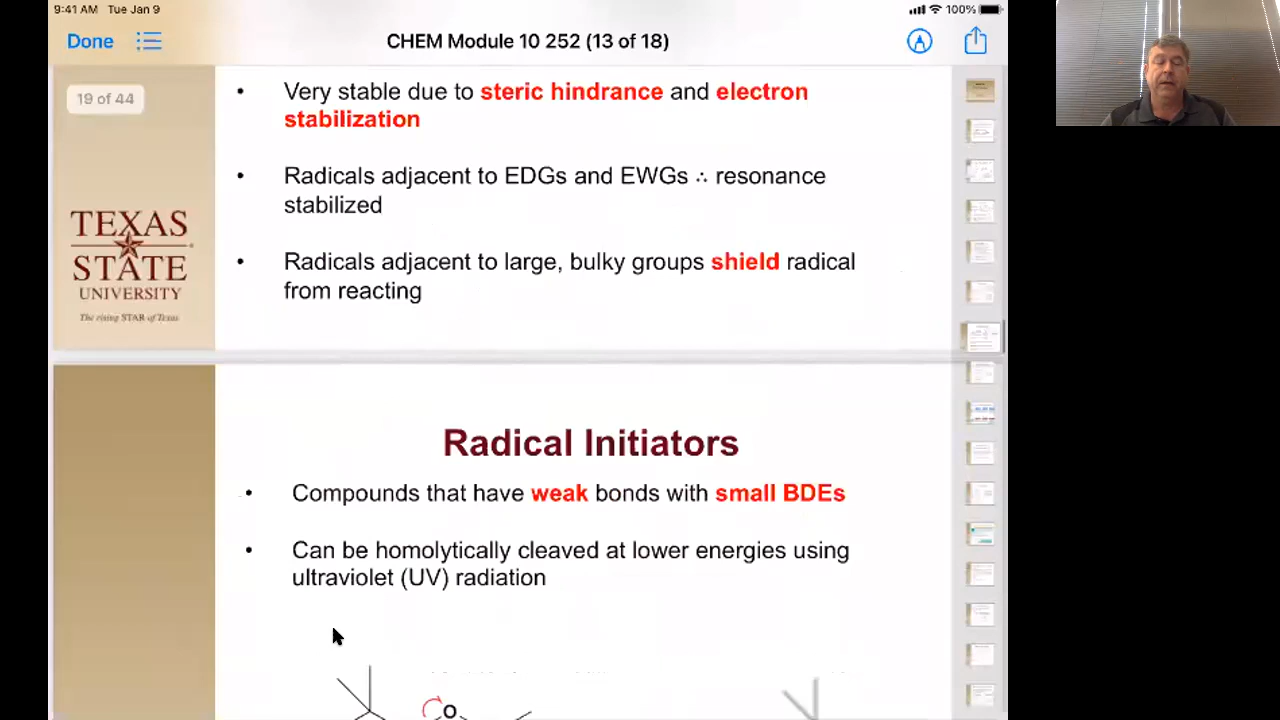 9:41 AM Tue Jan 9
100%
Done
CHEM Module 10 252 (13 of 18)
19 of 44
• Very stable due to steric hindrance and electron
stabilization
• Radicals adjacent to EDGs and EWGs ∴ resonance
stabilized
• Radicals adjacent to large, bulky groups shield radical
from reacting
TEXAS
STATE
UNIVERSITY
The rising STAR of Texas
Radical Initiators
• Compounds that have weak bonds with small BDEs
• Can be homolytically cleaved at lower energies using
ultraviolet (UV) radiation
O